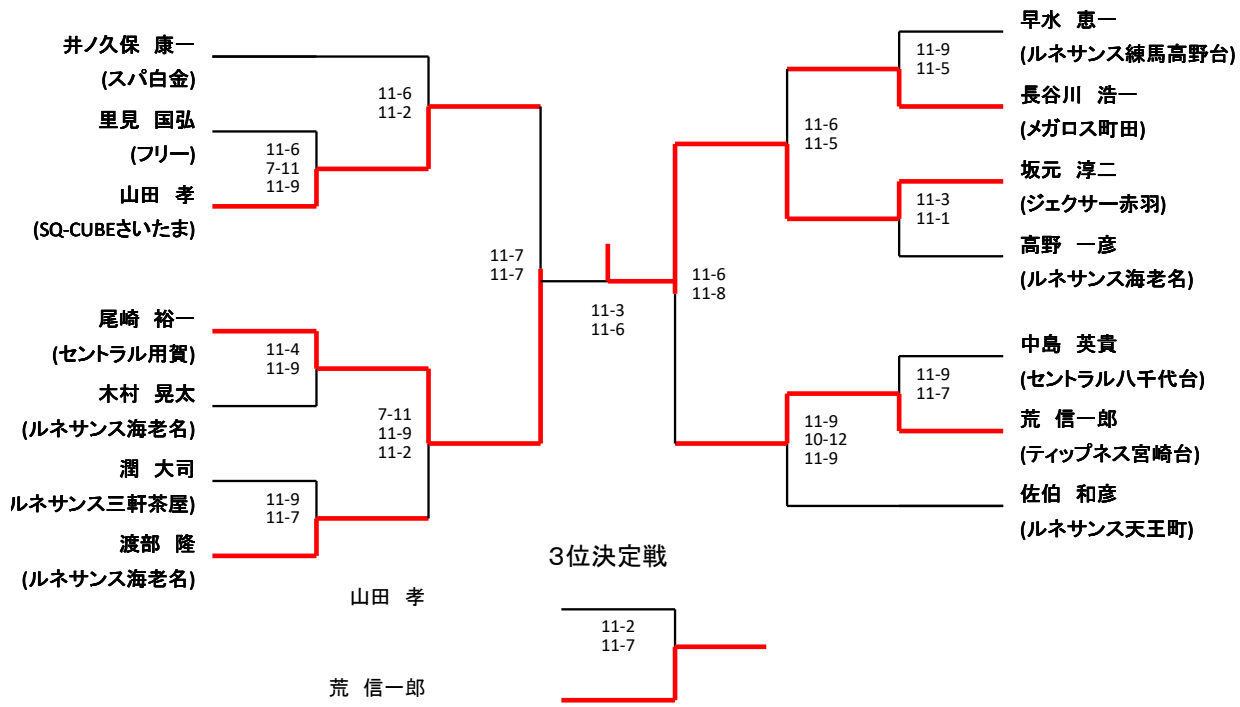 井ノ久保 康一
(スパ白金)
里見 国弘
(フリー)
山田 孝
(SQ-CUBEさいたま)
尾崎 裕一
(セントラル用賀)
木村 晃太
(ルネサンス海老名)
潤 大司
ルネサンス三軒茶屋)
渡部 隆
(ルネサンス海老名)
11-6
7-11
11-9
11-6
11-2
11-4
11-9
11-9
11-7
7-11
11-9
11-2
11-7
11-7
11-3
11-6
11-6
11-8
11-6
11-5
11-9
10-12
11-9
11-9
11-5
11-3
11-1
11-9
11-7
早水 恵一
(ルネサンス練馬高野台)
長谷川 浩一
(メガロス町田)
坂元 淳二
(ジェクサー赤羽)
高野 一彦
(ルネサンス海老名)
中島 英貴
(セントラル八千代台)
荒 信一郎
(ティップネス宮崎台)
佐伯 和彦
(ルネサンス天王町)
３位決定戦
山田 孝
11-2
11-7
荒 信一郎